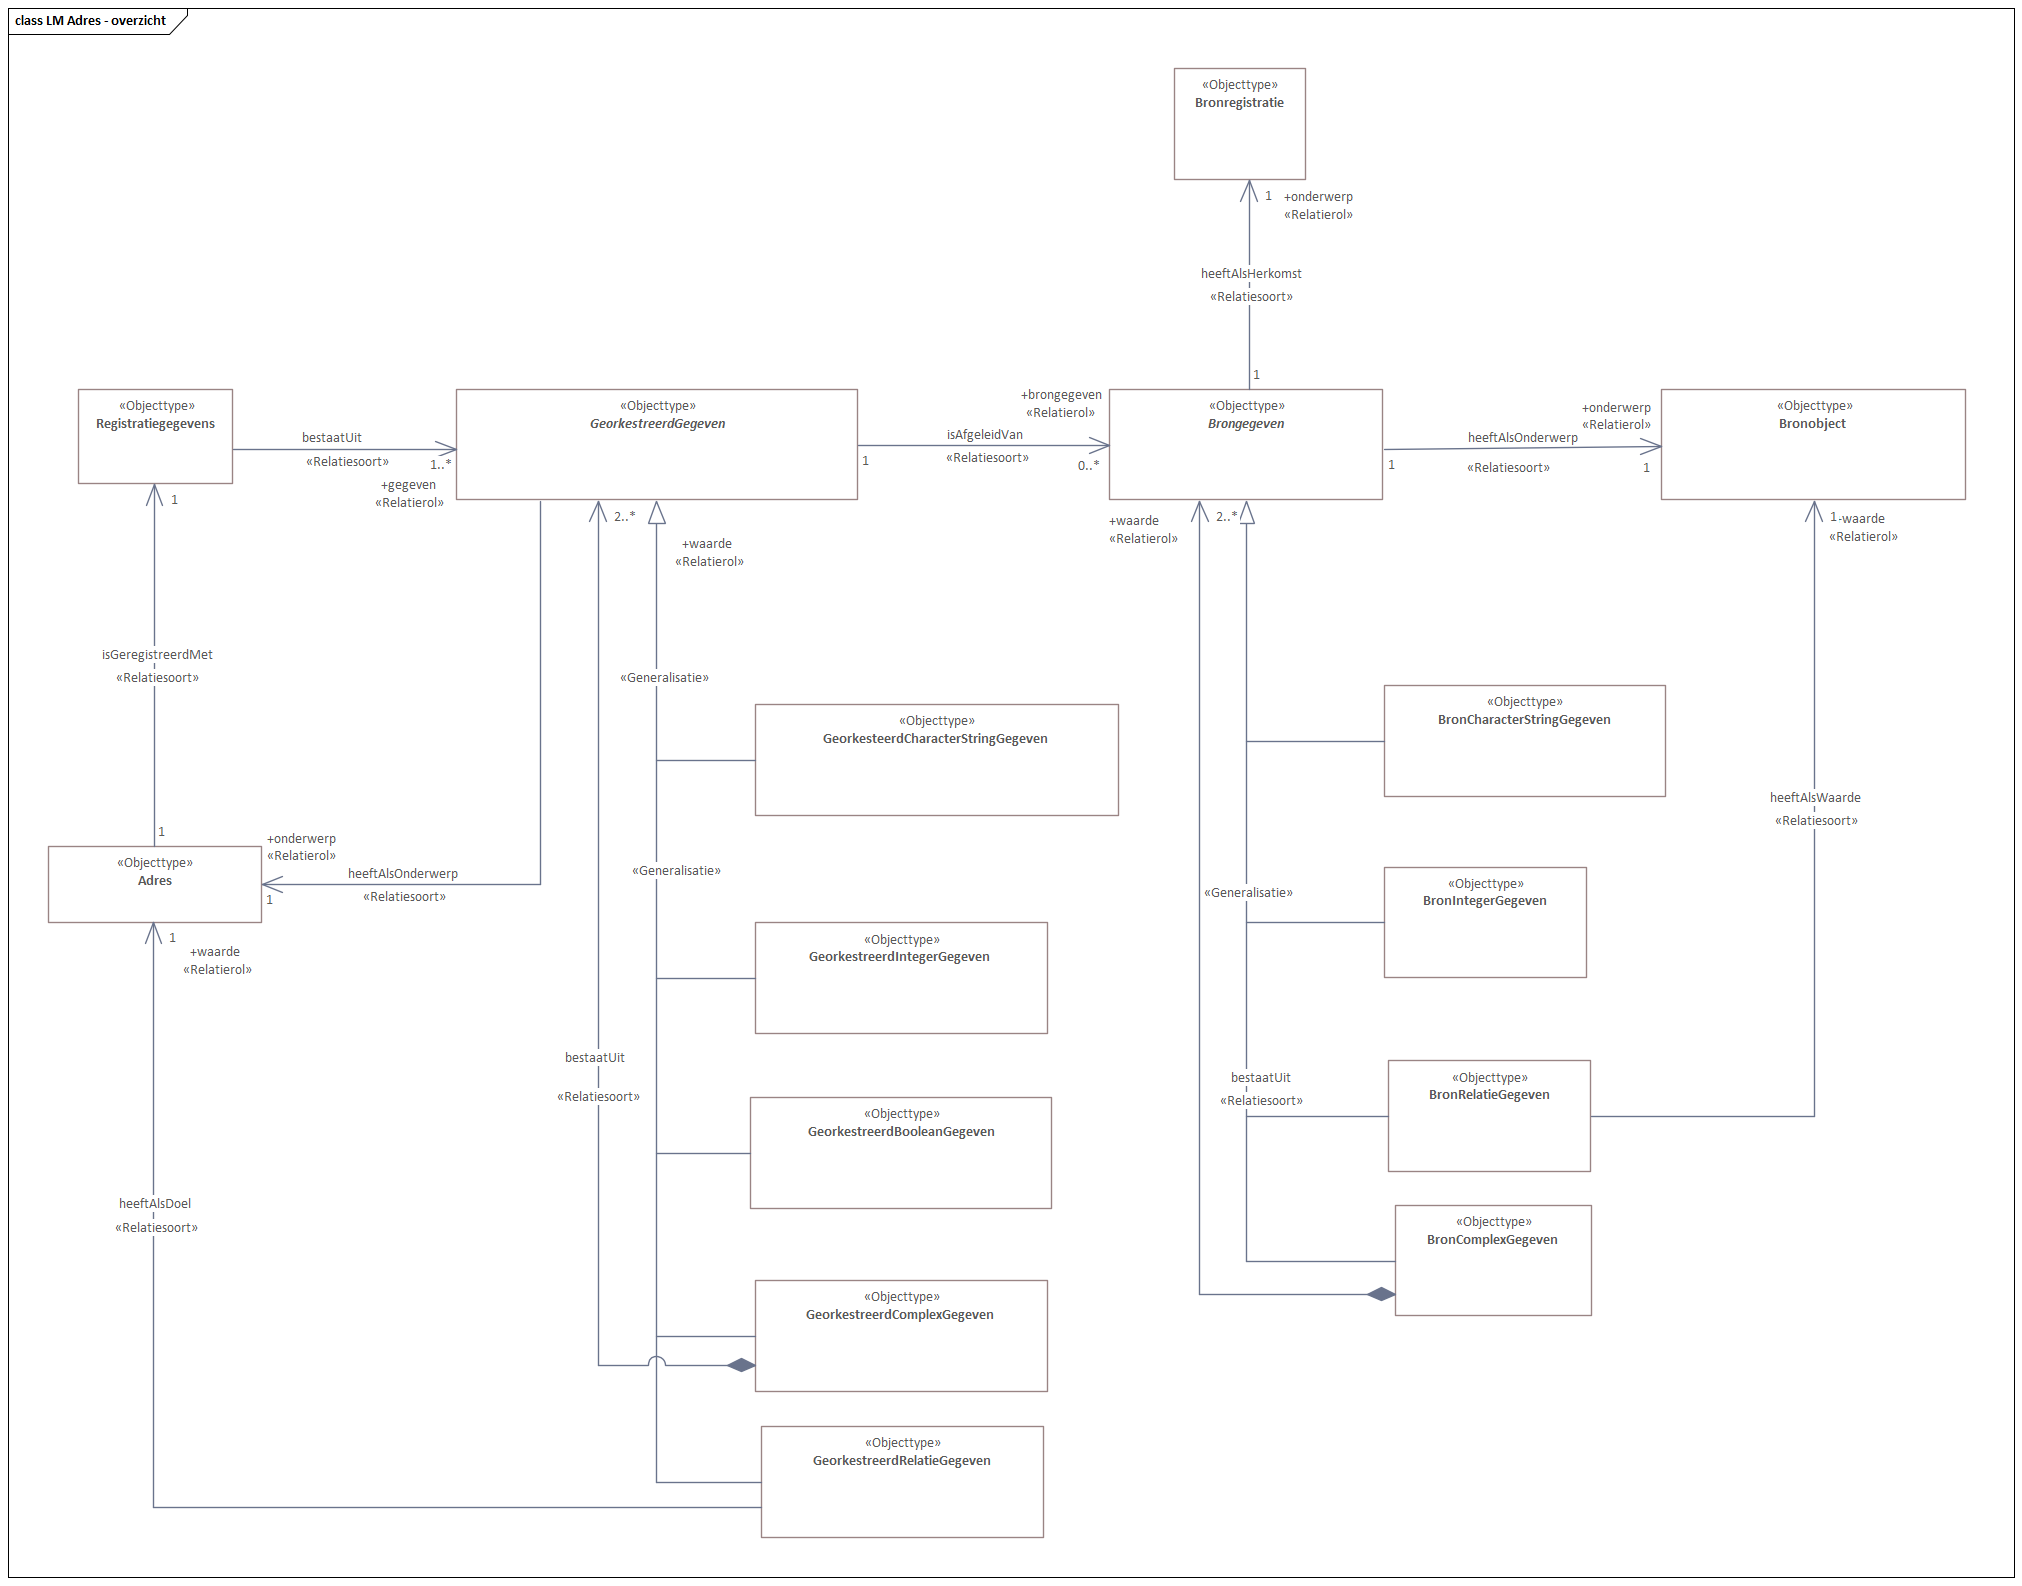 class LM Adres - overzicht
«Objecttype»
Bronregistratie
1
+onderwerp
«Relatierol»
heeftAlsHerkomst
«Relatiesoort»
1
«Objecttype»
Registratiegegevens
bestaatUit
«Relatiesoort»
1..*
+gegeven
«Relatierol»
«Objecttype»
GeorkestreerdGegeven
1
isAfgeleidVan
«Relatiesoort»
+brongegeven
«Relatierol»
0..*
«Objecttype»
Brongegeven
1
heeftAlsOnderwerp
«Relatiesoort»
+onderwerp
«Relatierol»
1
«Objecttype»
Bronobject
1
2..*
+waarde
«Relatierol»
+waarde
«Relatierol»
2..*
1
-waarde
«Relatierol»
isGeregistreerdMet
«Relatiesoort»
1
«Generalisatie»
«Objecttype»
GeorkesteerdCharacterStringGegeven
«Objecttype»
BronCharacterStringGegeven
heeftAlsWaarde
«Relatiesoort»
«Objecttype»
Adres
+onderwerp
«Relatierol»
1
heeftAlsOnderwerp
«Relatiesoort»
«Generalisatie»
«Generalisatie»
«Objecttype»
BronIntegerGegeven
1
+waarde
«Relatierol»
«Objecttype»
GeorkestreerdIntegerGegeven
bestaatUit
«Relatiesoort»
bestaatUit
«Relatiesoort»
«Objecttype»
BronRelatieGegeven
«Objecttype»
GeorkestreerdBooleanGegeven
heeftAlsDoel
«Relatiesoort»
«Objecttype»
BronComplexGegeven
«Objecttype»
GeorkestreerdComplexGegeven
«Objecttype»
GeorkestreerdRelatieGegeven